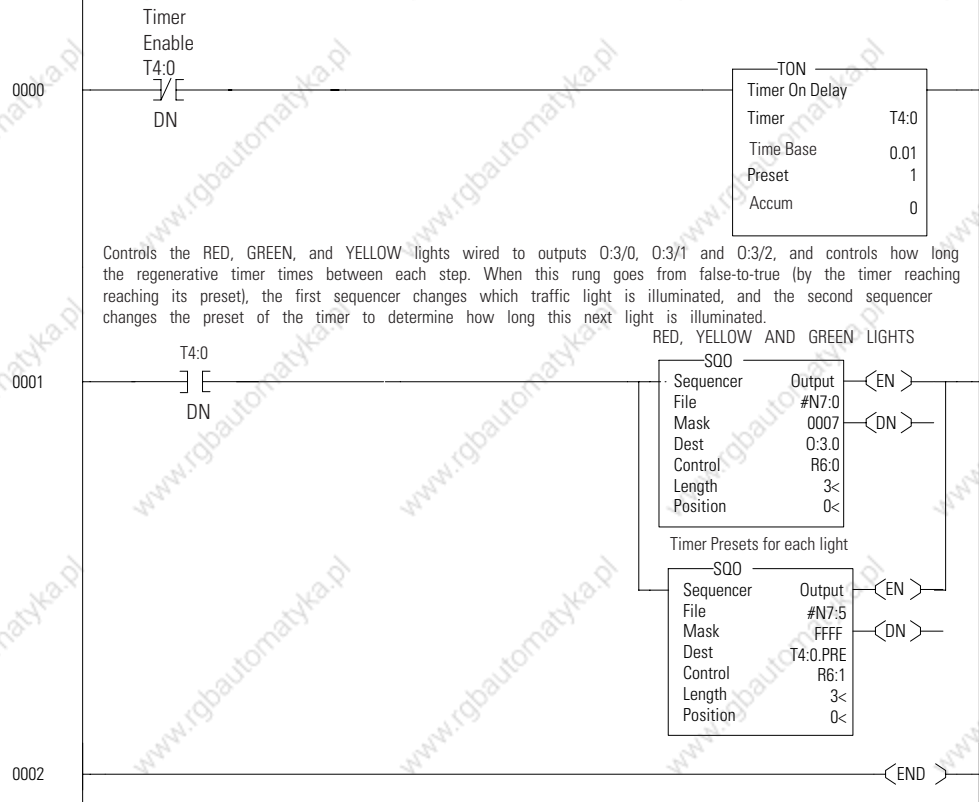 Timer
Enable
T4:0
0000
DN
TON
Timer On Delay
Timer T4:0
Time Base 0.01
Preset 1
Accum 0
Controls the RED, GREEN, and YELLOW lights wired to outputs O:3/0, O:3/1 and O:3/2, and controls how long
the regenerative timer times between each step. When this rung goes from false-to-true (by the timer reaching
reaching its preset), the first sequencer changes which traffic light is illuminated, and the second sequencer
changes the preset of the timer to determine how long this next light is illuminated.
RED, YELLOW AND GREEN LIGHTS
T4:0
0001
DN
SQO
Sequencer Output EN
File #N7:0
Mask 0007 DN
Dest O:3.0
Control R6:0
Length 3<
Position 0<
Timer Presets for each light
SQO
Sequencer Output EN
File #N7:5
Mask FFFF DN
Dest T4:0.PRE
Control R6:1
Length 3<
Position 0<
0002 END
www.rgbautomatyka.pl